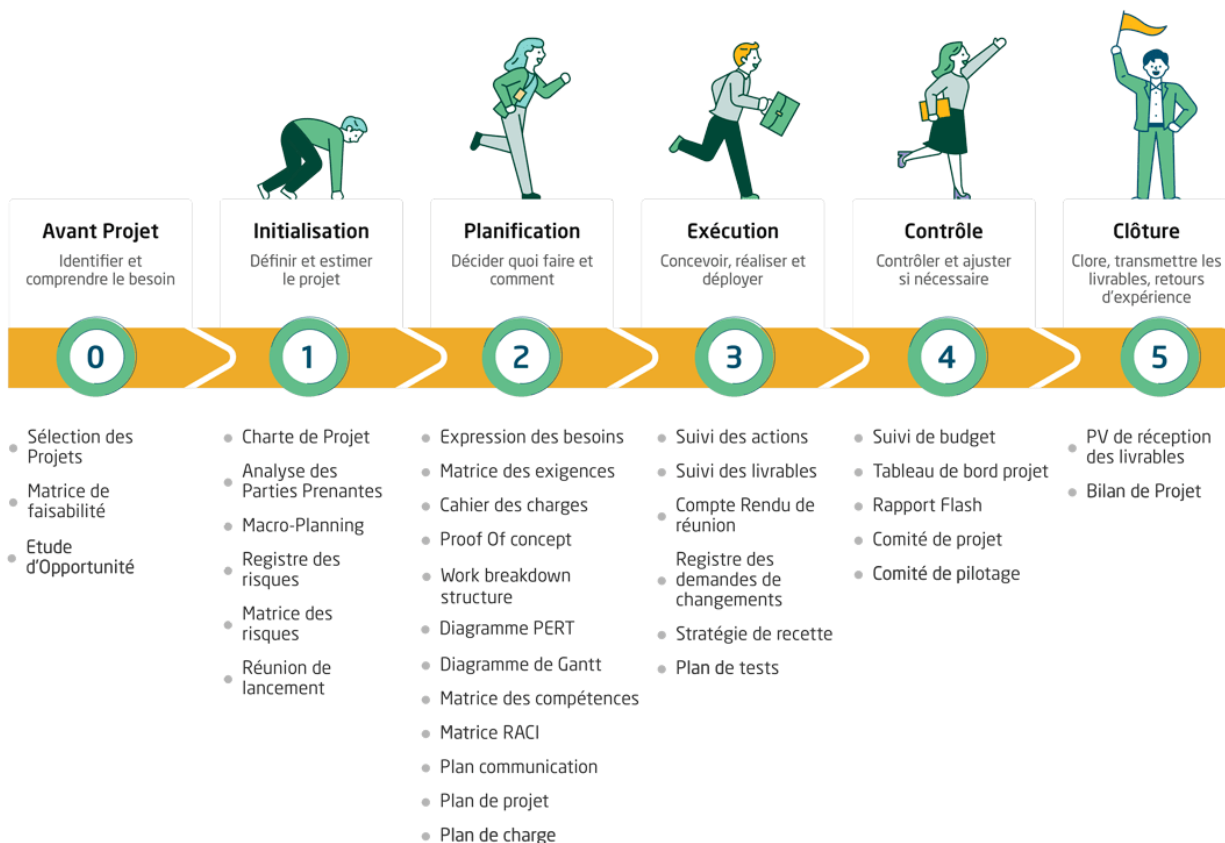 Avant Projet
Identifier et
comprendre le besoin
Initialisation
Définir et estimer
le projet
Planification
Décider quoi faire et
comment
Exécution
Concevoir, réaliser et
déployer
Contrôle
Contrôler et ajuster
si nécessaire
Clôture
Clore, transmettre les
livrables, retours
d'expérience
0
1
2
3
4
5
Sélection des
Projets
Matrice de
faisabilité
Etude
d'Opportunité
Charte de Projet
Analyse des
Parties Prenantes
Macro-Planning
Registre des
risques
Matrice des
risques
Réunion de
lancement
Expression des besoins
Matrice des exigences
Cahier des charges
Proof Of concept
Work breakdown
structure
Diagramme PERT
Diagramme de Gantt
Matrice des compétences
Matrice RACI
Plan communication
Plan de projet
Plan de charge
Suivi des actions
Suivi des livrables
Compte Rendu de
réunion
Registre des
demandes de
changements
Stratégie de recette
Plan de tests
Suivi de budget
Tableau de bord projet
Rapport Flash
Comité de projet
Comité de pilotage
PV de réception
des livrables
Bilan de Projet